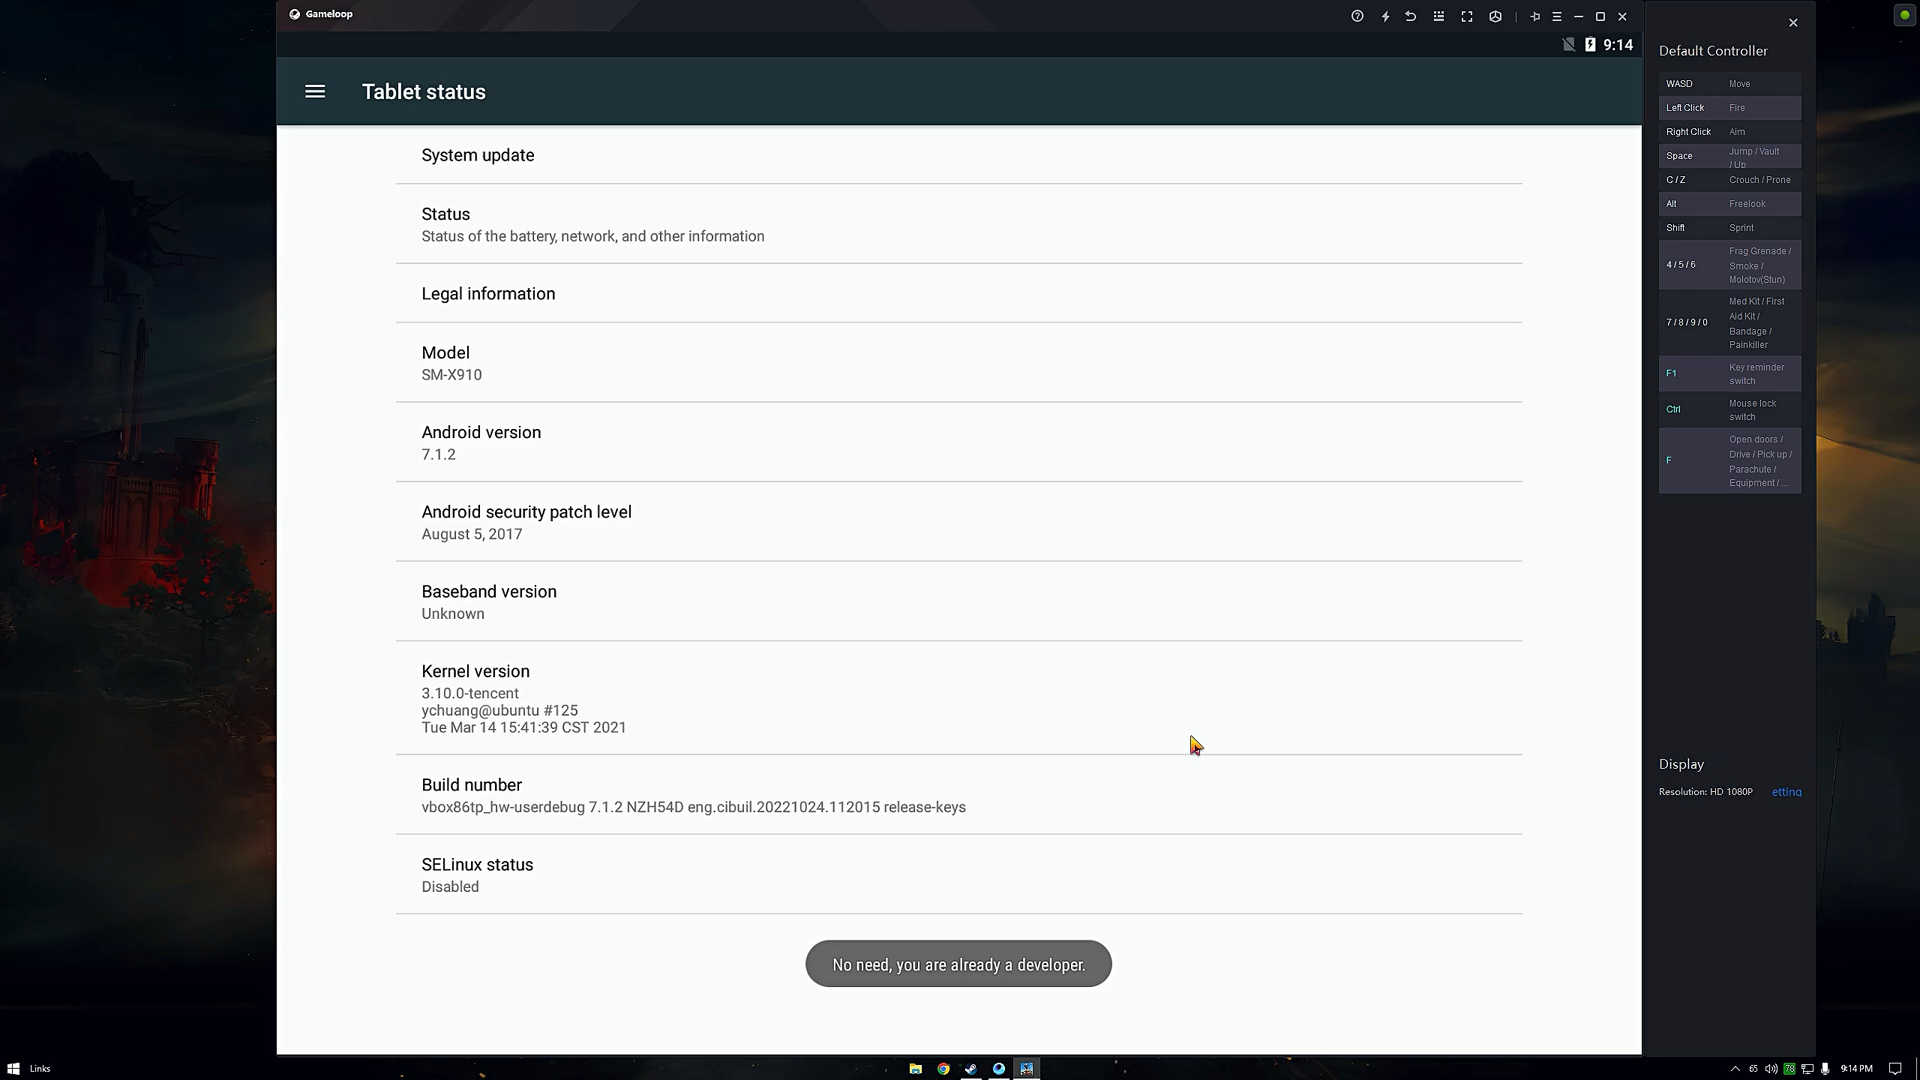 Gameloop
9:14
Tablet status
System update
Status
Status of the battery, network, and other information
Legal information
Model
SM-X910
Android version
7.1.2
Android security patch level
August 5, 2017
Baseband version
Unknown
Kernel version
3.10.0-tencent
ychuang@ubuntu #125
Tue Mar 14 15:41:39 CST 2021
Build number
vbox86tp_hw-userdebug 7.1.2 NZH54D eng.cibuil.20221024.112015 release-keys
SELinux status
Disabled
No need, you are already a developer.
Default Controller
WASD Move
Left Click Fire
Right Click Aim
Space Jump / Vault
/ Up
C / Z Crouch / Prone
Alt Freelook
Shift Sprint
4 / 5 / 6 Frag Grenade /
Smoke /
Molotov(Stun)
7 / 8 / 9 / 0 Med Kit / First
Aid Kit /
Bandage /
Painkiller
F1 Key reminder
switch
Ctrl Mouse lock
switch
F Open doors /
Drive / Pick up /
Parachute /
Equipment / ...
Display
Resolution: HD 1080P etting
Links
65 78 9:14 PM